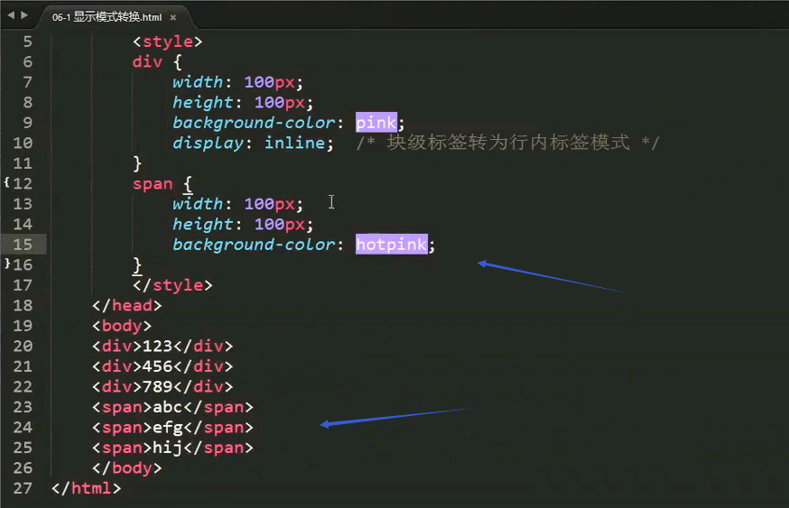 06-1 显示模式转换.html ×
5 <style>
6 div {
7 width: 100px;
8 height: 100px;
9 background-color: pink;
10 display: inline; /* 块级标签转为行内标签模式 */
11 }
{12 span {
13 width: 100px;
14 height: 100px;
15 background-color: hotpink;
}16 }
17 </style>
18 </head>
19 <body>
20 <div>123</div>
21 <div>456</div>
22 <div>789</div>
23 <span>abc</span>
24 <span>efg</span>
25 <span>hij</span>
26 </body>
27 </html>